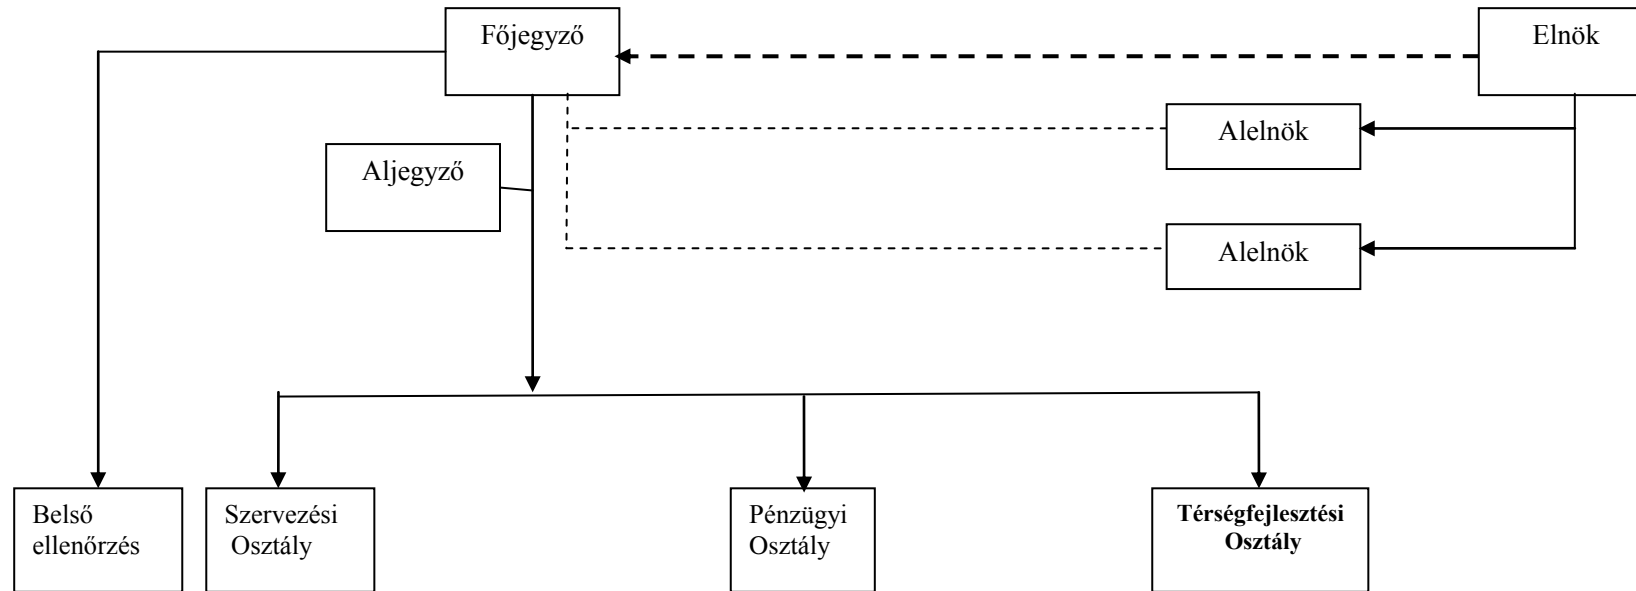 Főjegyző
Elnök
Alelnök
Aljegyző
Alelnök
Belső
ellenőrzés
Szervezési
Osztály
Pénzügyi
Osztály
Térségfejlesztési
Osztály